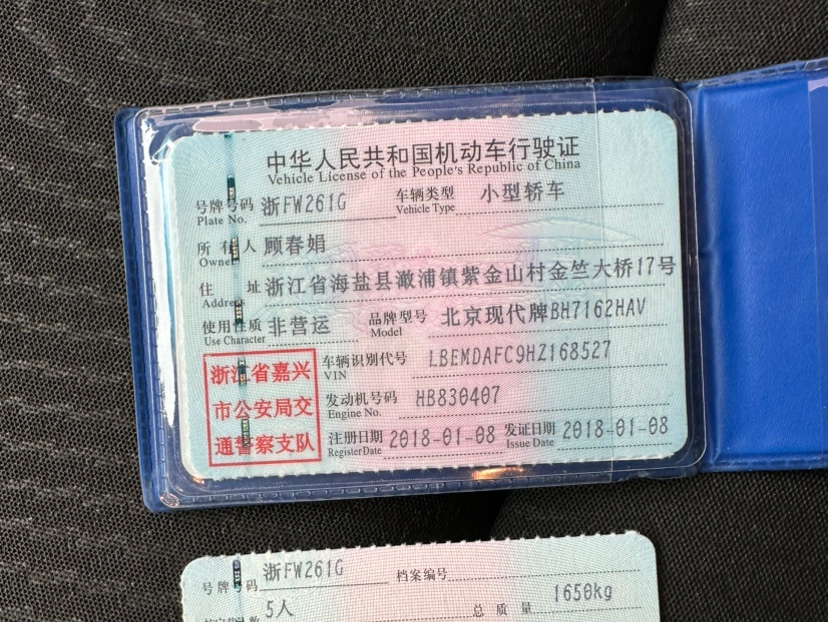 中华人民共和国机动车行驶证
Vehicle License of the People's Republic of China
号牌号码 浙FW261G 车辆类型 小型轿车
Plate No. Vehicle Type
所有人 顾春娟
Owner
住址 浙江省海盐县澉浦镇紫金山村金竺大桥17号
Address
使用性质 非营运 品牌型号 北京现代牌BH7162HAV
Use Character Model
浙江省嘉兴
市公安局交
通警察支队
车辆识别代号 LBEMDAFC9HZ168527
VIN
发动机号码 HB830407
Engine No.
注册日期 2018-01-08 发证日期 2018-01-08
Register Date Issue Date
号牌号码 浙FW261G 档案编号
5人 总质量 1650kg